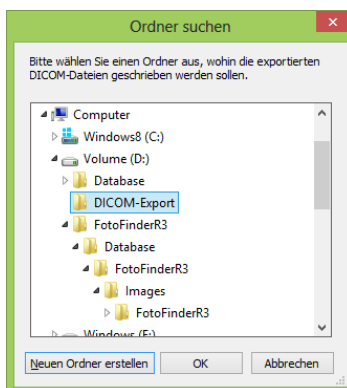 Ordner suchen
Bitte wählen Sie einen Ordner aus, wohin die exportierten
DICOM-Dateien geschrieben werden sollen.
Computer
Windows8 (C:)
Volume (D:)
Database
DICOM-Export
FotoFinderR3
Database
FotoFinderR3
Images
FotoFinderR3
Windows (E:)
Neuen Ordner erstellen OK Abbrechen